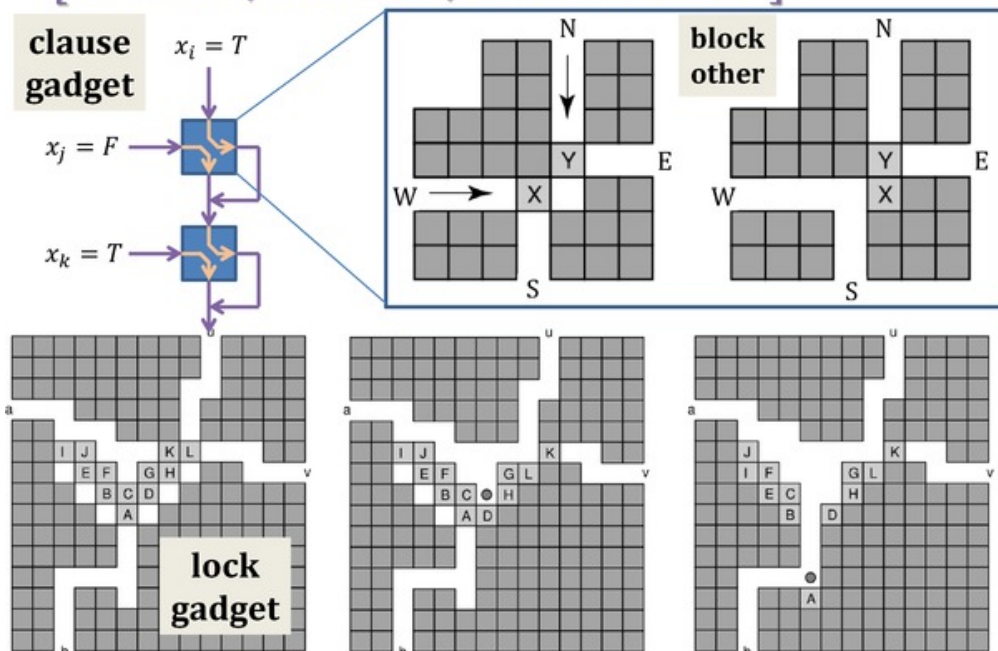 clause
gadget
x_i = T
x_j = F
x_k = T
block
other
N
Y
E
W
X
S
N
Y
E
W
X
S
u
a
I J
K L
E F
G H
v
B C D
A
lock
gadget
u
a
I J
K
E F
G L
v
B C
H
A D
u
a
J
K
I F
G L
v
E C
H
B
D
A